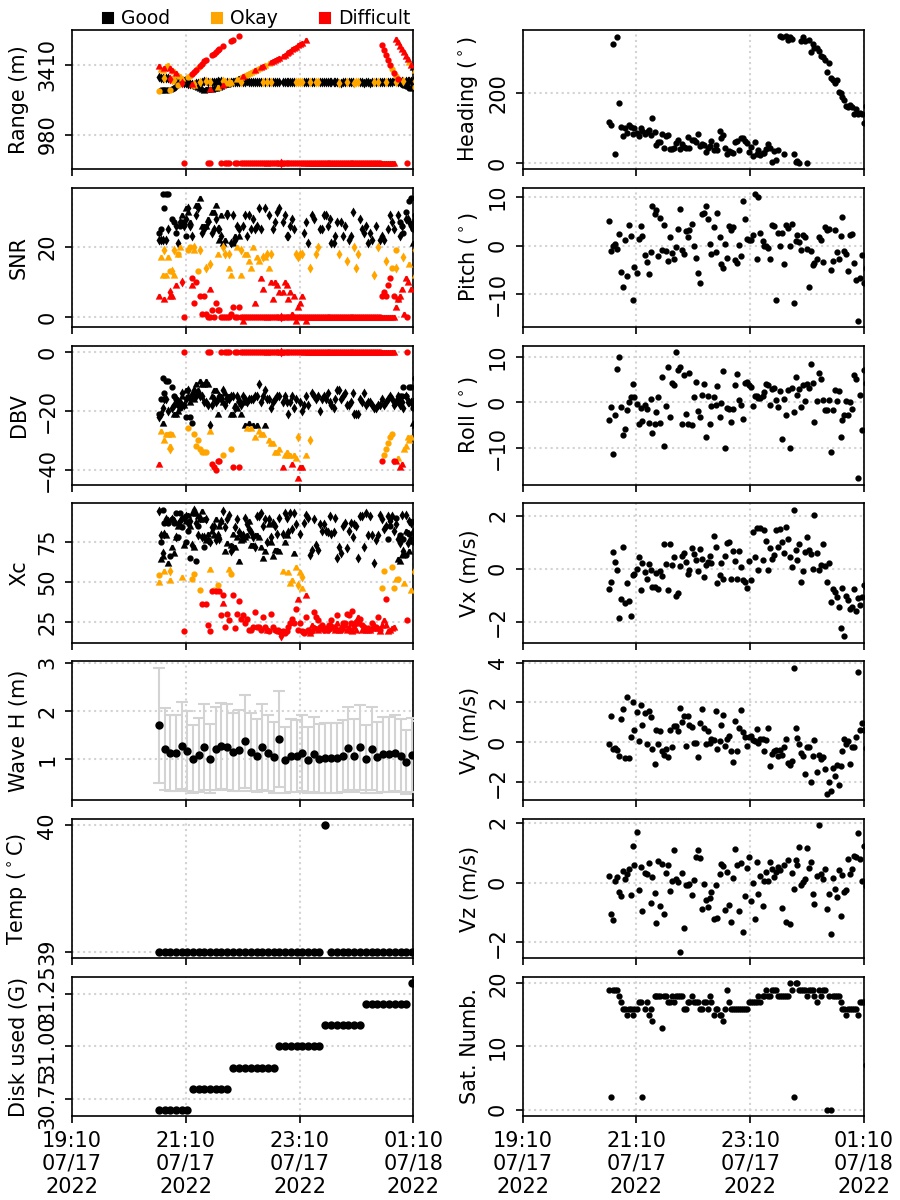 Good Okay Difficult
Range (m)
3410
980
Heading (°)
200
0
SNR
20
0
Pitch (°)
10
0
−10
DBV
0
−20
−40
Roll (°)
10
0
−10
Xc
75
50
25
Vx (m/s)
2
0
−2
Wave H (m)
3
2
1
Vy (m/s)
4
2
0
−2
Temp (°C)
40
39
Vz (m/s)
2
0
−2
Disk used (G)
31.25
31.00
30.75
Sat. Numb.
20
10
0
19:10 21:10 23:10 01:10 19:10 21:10 23:10 01:10
07/17 07/17 07/17 07/18 07/17 07/17 07/17 07/18
2022 2022 2022 2022 2022 2022 2022 2022